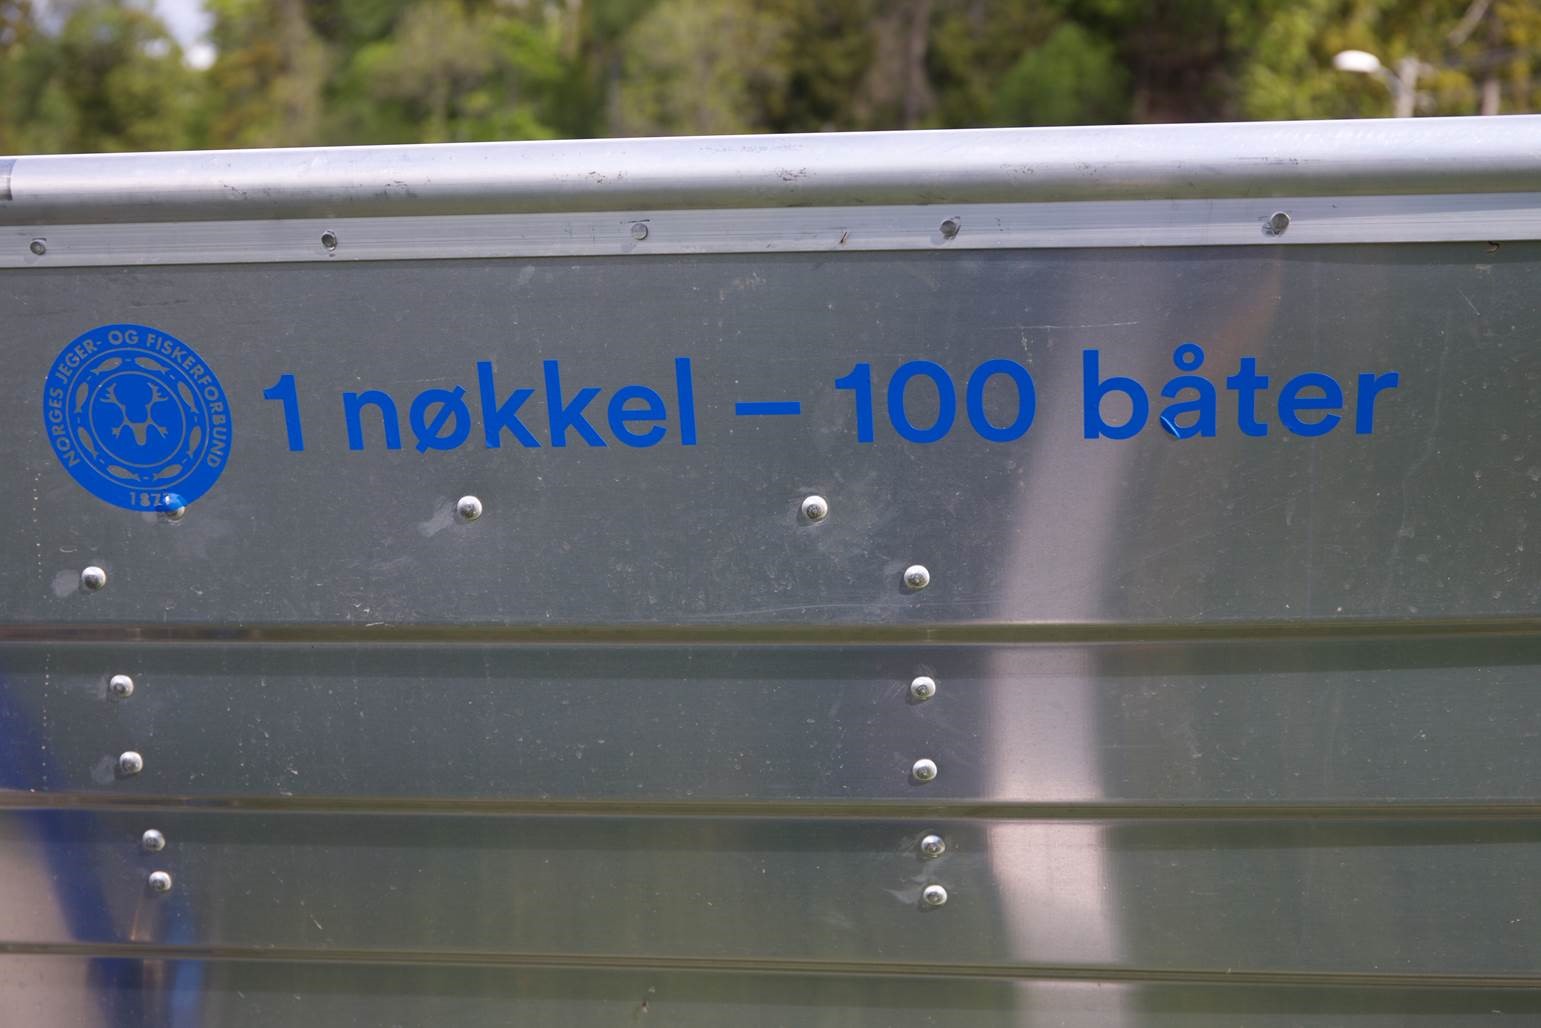 NORGES JEGER- OG FISKERFORBUND
1 nøkkel – 100 båter